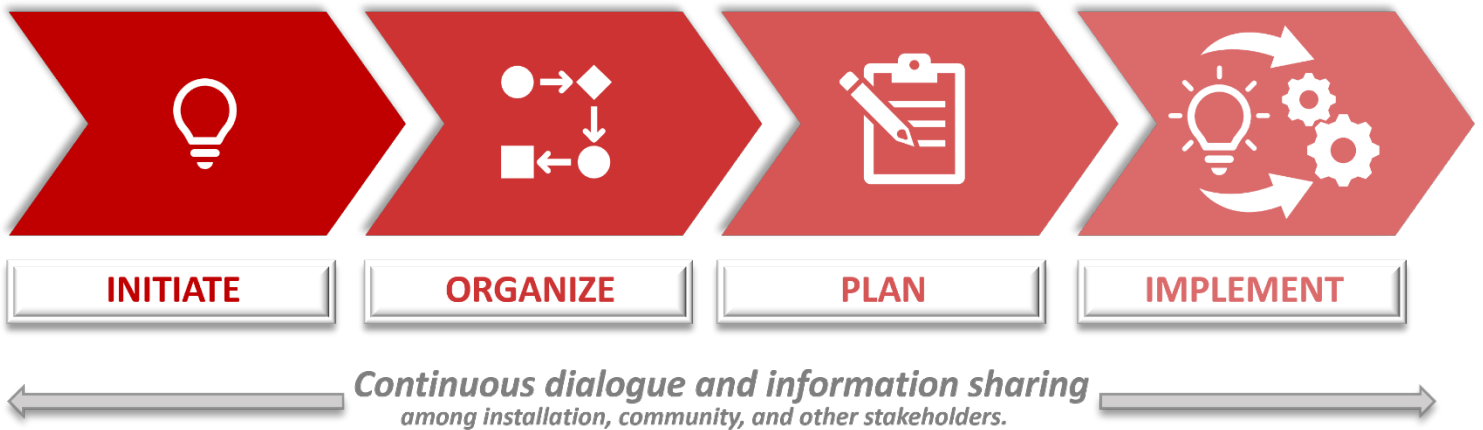 INITIATE
ORGANIZE
PLAN
IMPLEMENT
Continuous dialogue and information sharing
among installation, community, and other stakeholders.